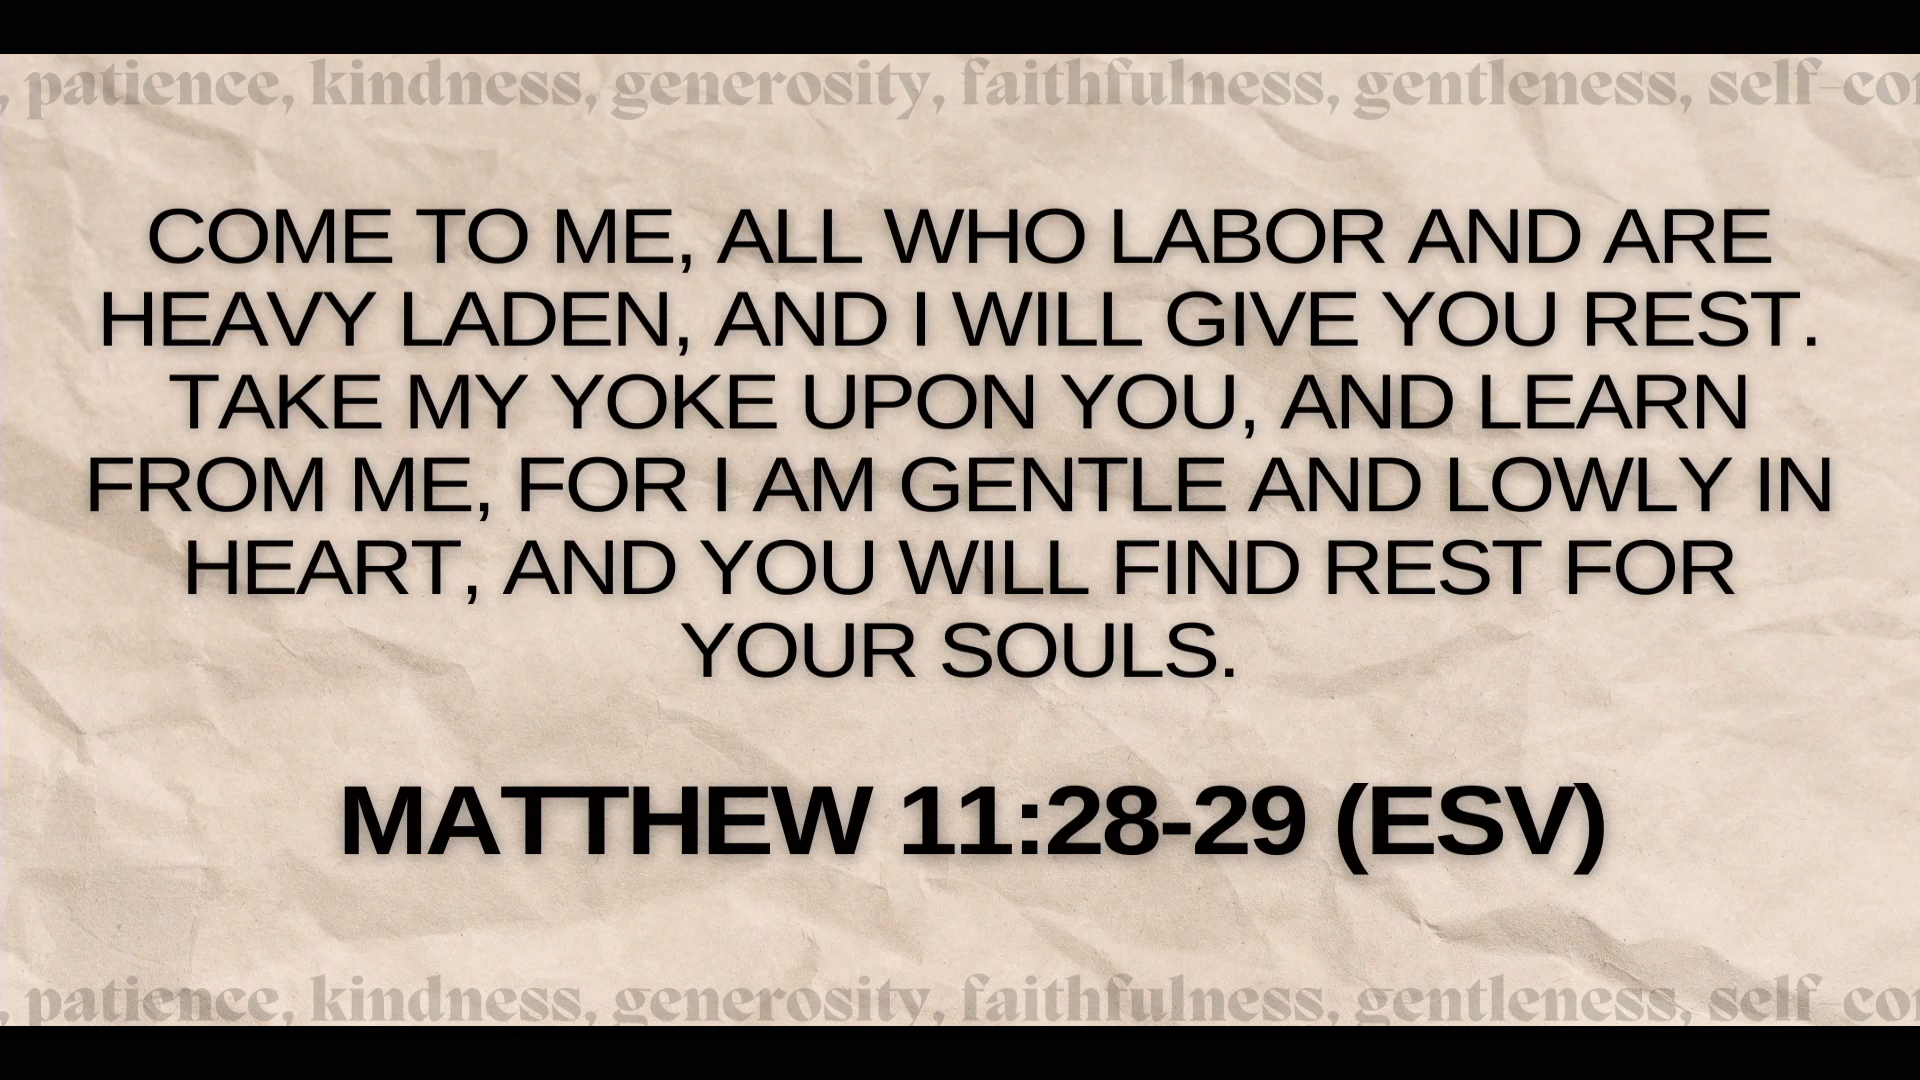 , patience, kindness, generosity, faithfulness, gentleness, self-con
COME TO ME, ALL WHO LABOR AND ARE
HEAVY LADEN, AND I WILL GIVE YOU REST.
TAKE MY YOKE UPON YOU, AND LEARN
FROM ME, FOR I AM GENTLE AND LOWLY IN
HEART, AND YOU WILL FIND REST FOR
YOUR SOULS.
MATTHEW 11:28-29 (ESV)
, patience, kindness, generosity, faithfulness, gentleness, self-con